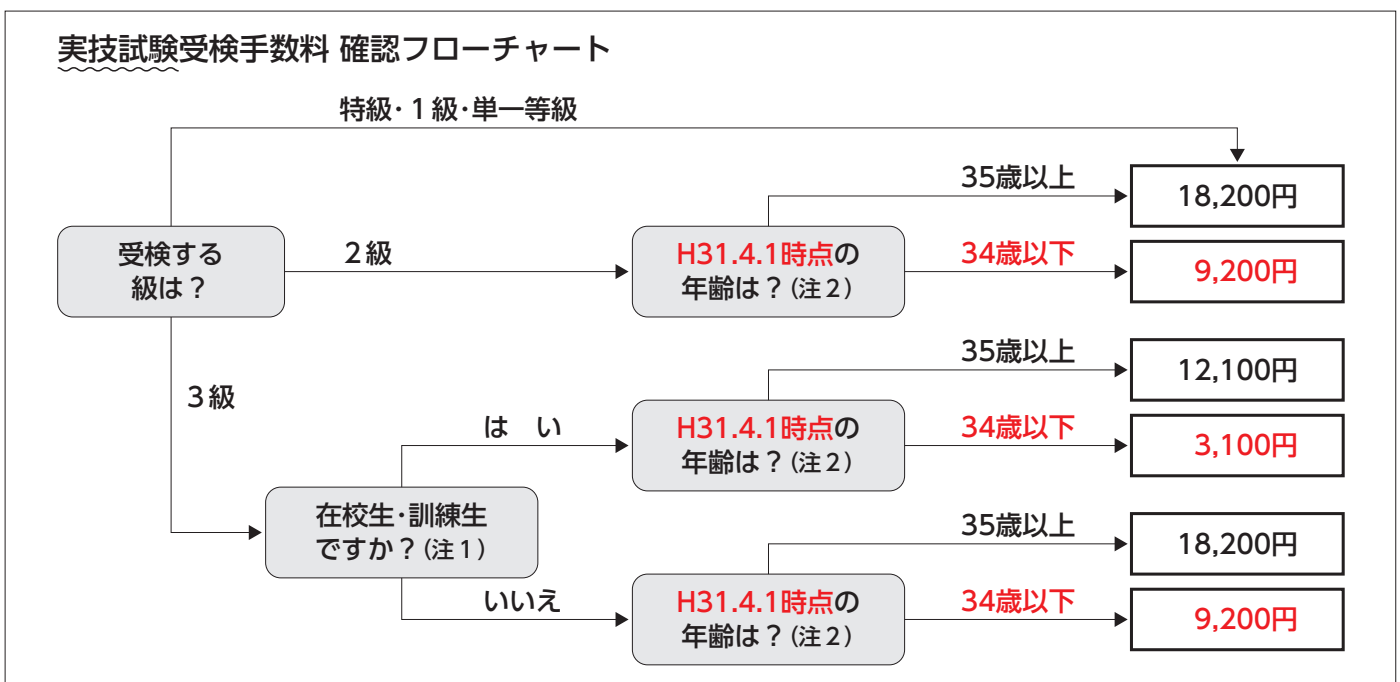 実技試験受検手数料 確認フローチャート
特級・１級・単一等級
受検する
級は？
２級
H31.4.1時点の
年齢は？(注２)
35歳以上
18,200円
34歳以下
9,200円
３級
在校生・訓練生
ですか？(注１)
は　い
H31.4.1時点の
年齢は？(注２)
35歳以上
12,100円
34歳以下
3,100円
いいえ
H31.4.1時点の
年齢は？(注２)
35歳以上
18,200円
34歳以下
9,200円